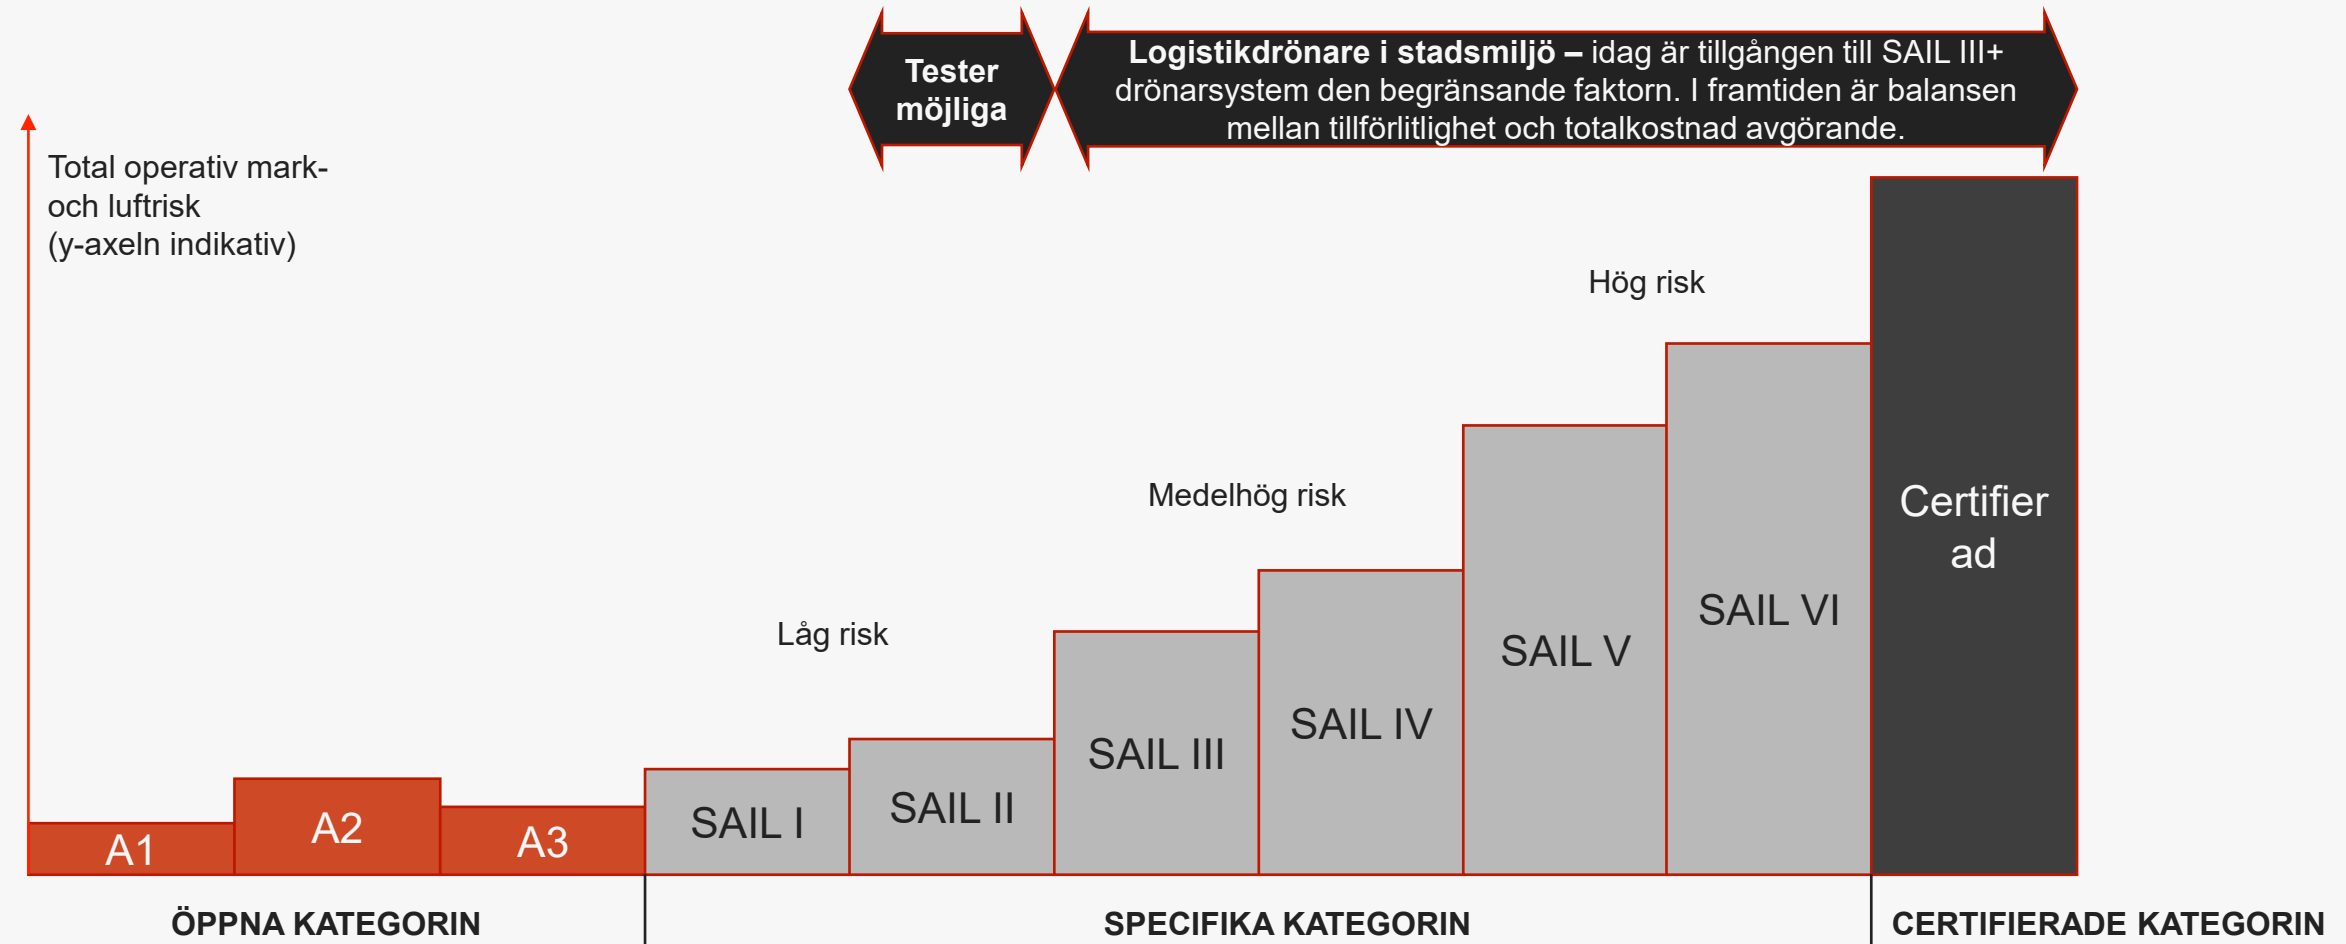 Tester
möjliga
Logistikdrönare i stadsmiljö – idag är tillgången till SAIL III+
drönarsystem den begränsande faktorn. I framtiden är balansen
mellan tillförlitlighet och totalkostnad avgörande.
Total operativ mark-
och luftrisk
(y-axeln indikativ)
Hög risk
Medelhög risk
Låg risk
A1
A2
A3
SAIL I
SAIL II
SAIL III
SAIL IV
SAIL V
SAIL VI
Certifier
ad
ÖPPNA KATEGORIN
SPECIFIKA KATEGORIN
CERTIFIERADE KATEGORIN